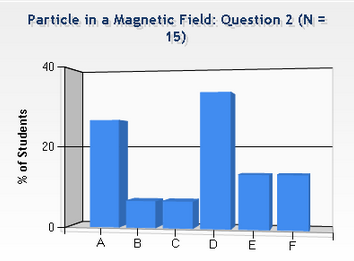 Particle in a Magnetic Field: Question 2 (N =
15)
40
20
0
% of Students
A B C D E F